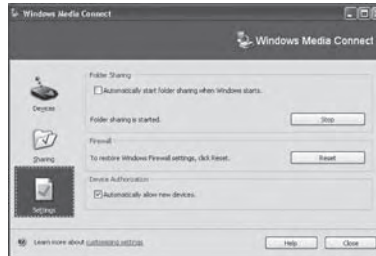 Windows Media Connect
Windows Media Connect
Devices
Sharing
Settings
Folder Sharing
Automatically start folder sharing when Windows starts.
Folder sharing is started.
Stop
Firewall
To restore Windows Firewall settings, click Reset.
Reset
Device Authorization
Automatically allow new devices.
Learn more about customizing settings
Help
Close